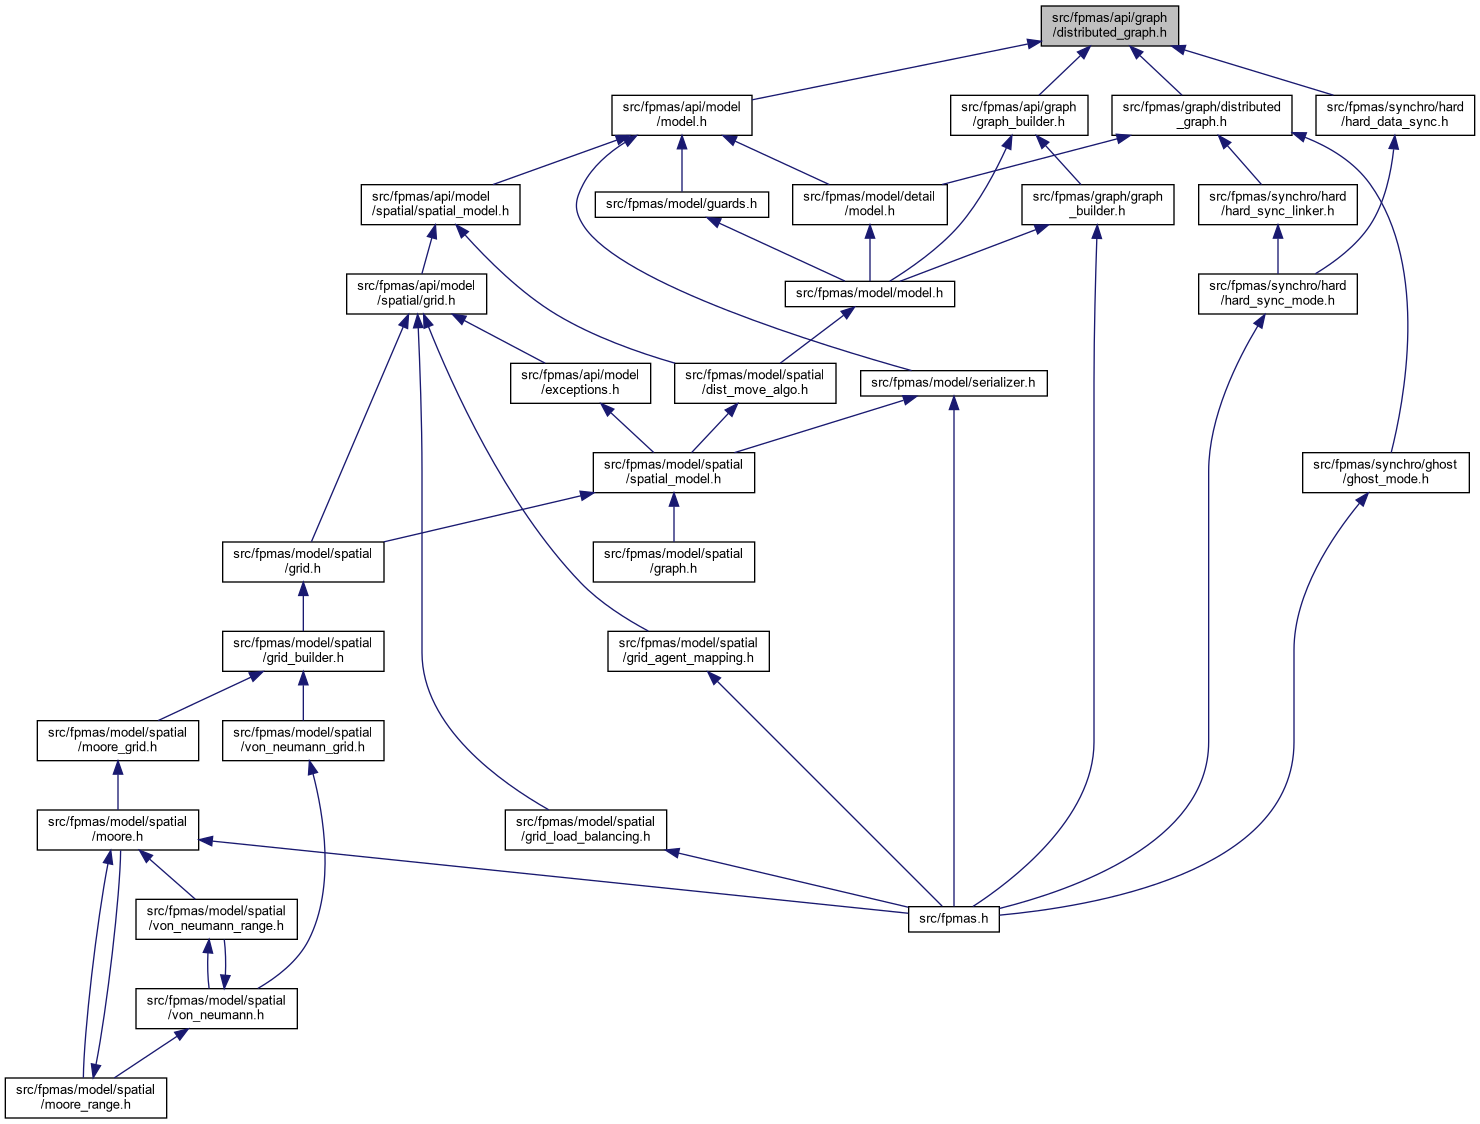 src/fpmas/api/graph
/distributed_graph.h
src/fpmas/api/model
/model.h
src/fpmas/api/graph
/graph_builder.h
src/fpmas/graph/distributed
_graph.h
src/fpmas/synchro/hard
/hard_data_sync.h
src/fpmas/api/model
/spatial/spatial_model.h
src/fpmas/model/guards.h
src/fpmas/model/detail
/model.h
src/fpmas/graph/graph
_builder.h
src/fpmas/synchro/hard
/hard_sync_linker.h
src/fpmas/api/model
/spatial/grid.h
src/fpmas/model/model.h
src/fpmas/synchro/hard
/hard_sync_mode.h
src/fpmas/api/model
/exceptions.h
src/fpmas/model/spatial
/dist_move_algo.h
src/fpmas/model/serializer.h
src/fpmas/model/spatial
/spatial_model.h
src/fpmas/synchro/ghost
/ghost_mode.h
src/fpmas/model/spatial
/grid.h
src/fpmas/model/spatial
/graph.h
src/fpmas/model/spatial
/grid_builder.h
src/fpmas/model/spatial
/grid_agent_mapping.h
src/fpmas/model/spatial
/moore_grid.h
src/fpmas/model/spatial
/von_neumann_grid.h
src/fpmas/model/spatial
/moore.h
src/fpmas/model/spatial
/grid_load_balancing.h
src/fpmas/model/spatial
/von_neumann_range.h
src/fpmas.h
src/fpmas/model/spatial
/von_neumann.h
src/fpmas/model/spatial
/moore_range.h